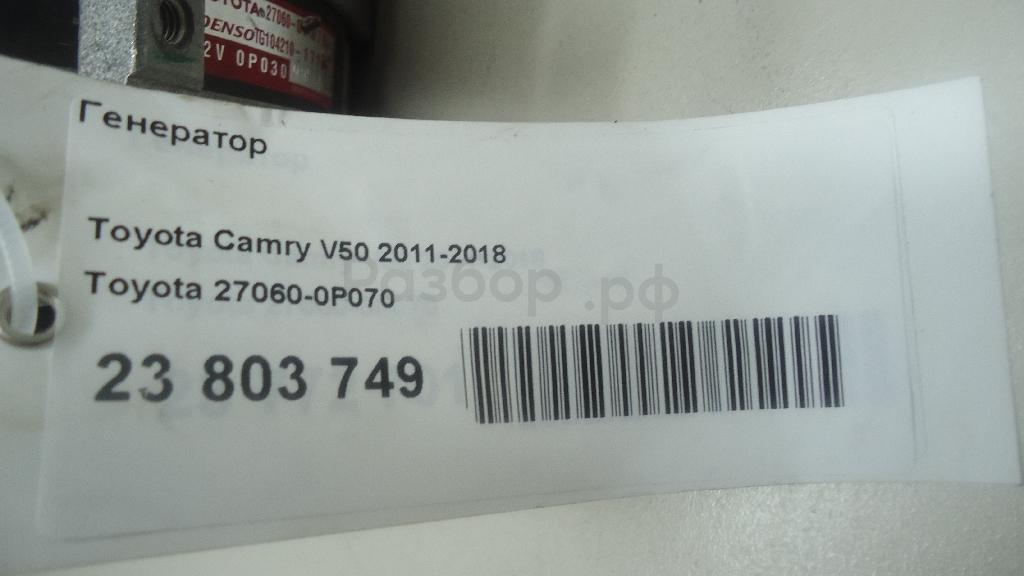 TOYOTA 27060-0
DENSO TG104210-
2V 0P030
Генератор
Toyota Camry V50 2011-2018
Toyota 27060-0P070
Разбор.рф
23 803 749